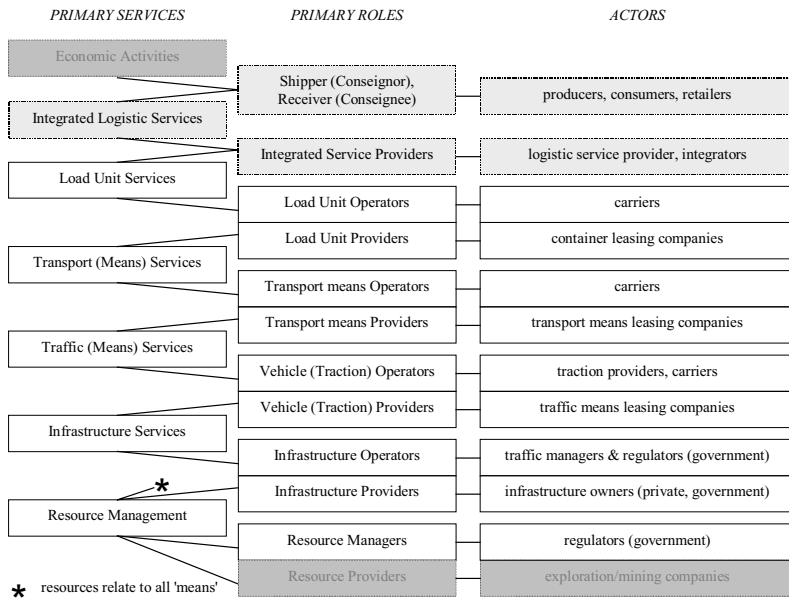 PRIMARY SERVICES
PRIMARY ROLES
ACTORS
Economic Activities
Shipper (Conseignor),
Receiver (Conseignee)
producers, consumers, retailers
Integrated Logistic Services
Integrated Service Providers
logistic service provider, integrators
Load Unit Services
Load Unit Operators
carriers
Load Unit Providers
container leasing companies
Transport (Means) Services
Transport means Operators
carriers
Transport means Providers
transport means leasing companies
Traffic (Means) Services
Vehicle (Traction) Operators
traction providers, carriers
Vehicle (Traction) Providers
traffic means leasing companies
Infrastructure Services
Infrastructure Operators
traffic managers & regulators (government)
*
Infrastructure Providers
infrastructure owners (private, government)
Resource Management
Resource Managers
regulators (government)
Resource Providers
exploration/mining companies
* resources relate to all 'means'